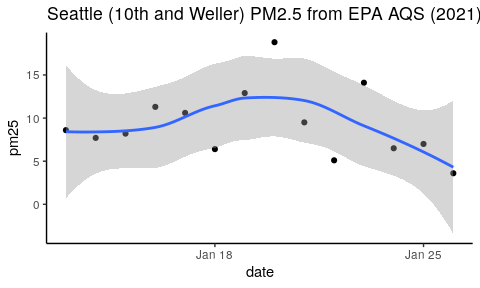 Seattle (10th and Weller) PM2.5 from EPA AQS (2021)
15
10
5
0
pm25
Jan 18
Jan 25
date